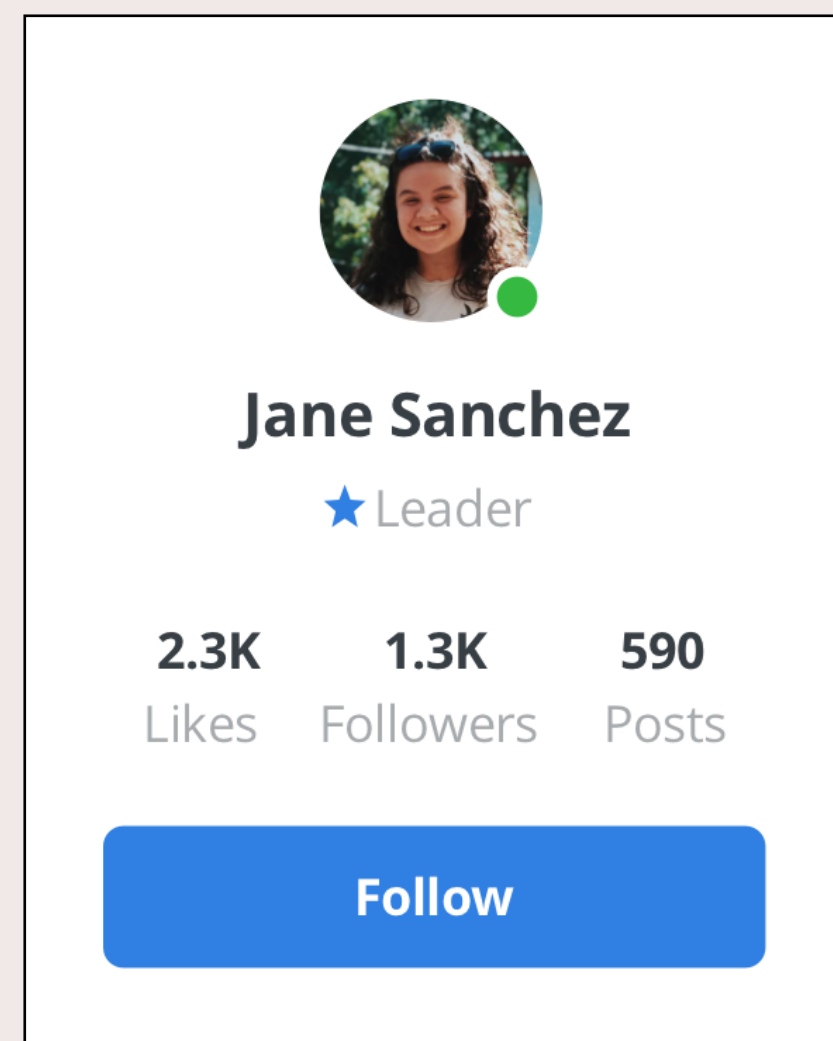 Jane Sanchez
Leader
2.3K 1.3K 590
Likes Followers Posts
Follow